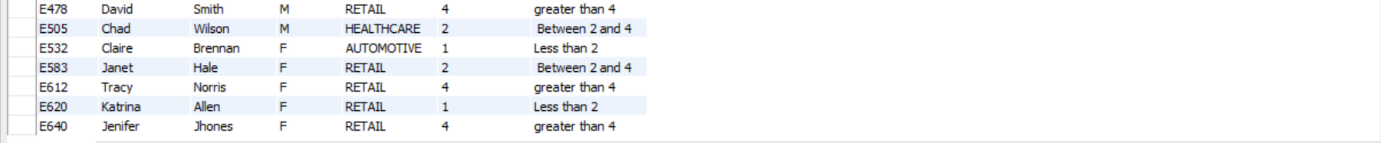 E478 David Smith M RETAIL 4 greater than 4
E505 Chad Wilson M HEALTHCARE 2 Between 2 and 4
E532 Claire Brennan F AUTOMOTIVE 1 Less than 2
E583 Janet Hale F RETAIL 2 Between 2 and 4
E612 Tracy Norris F RETAIL 4 greater than 4
E620 Katrina Allen F RETAIL 1 Less than 2
E640 Jenifer Jhones F RETAIL 4 greater than 4